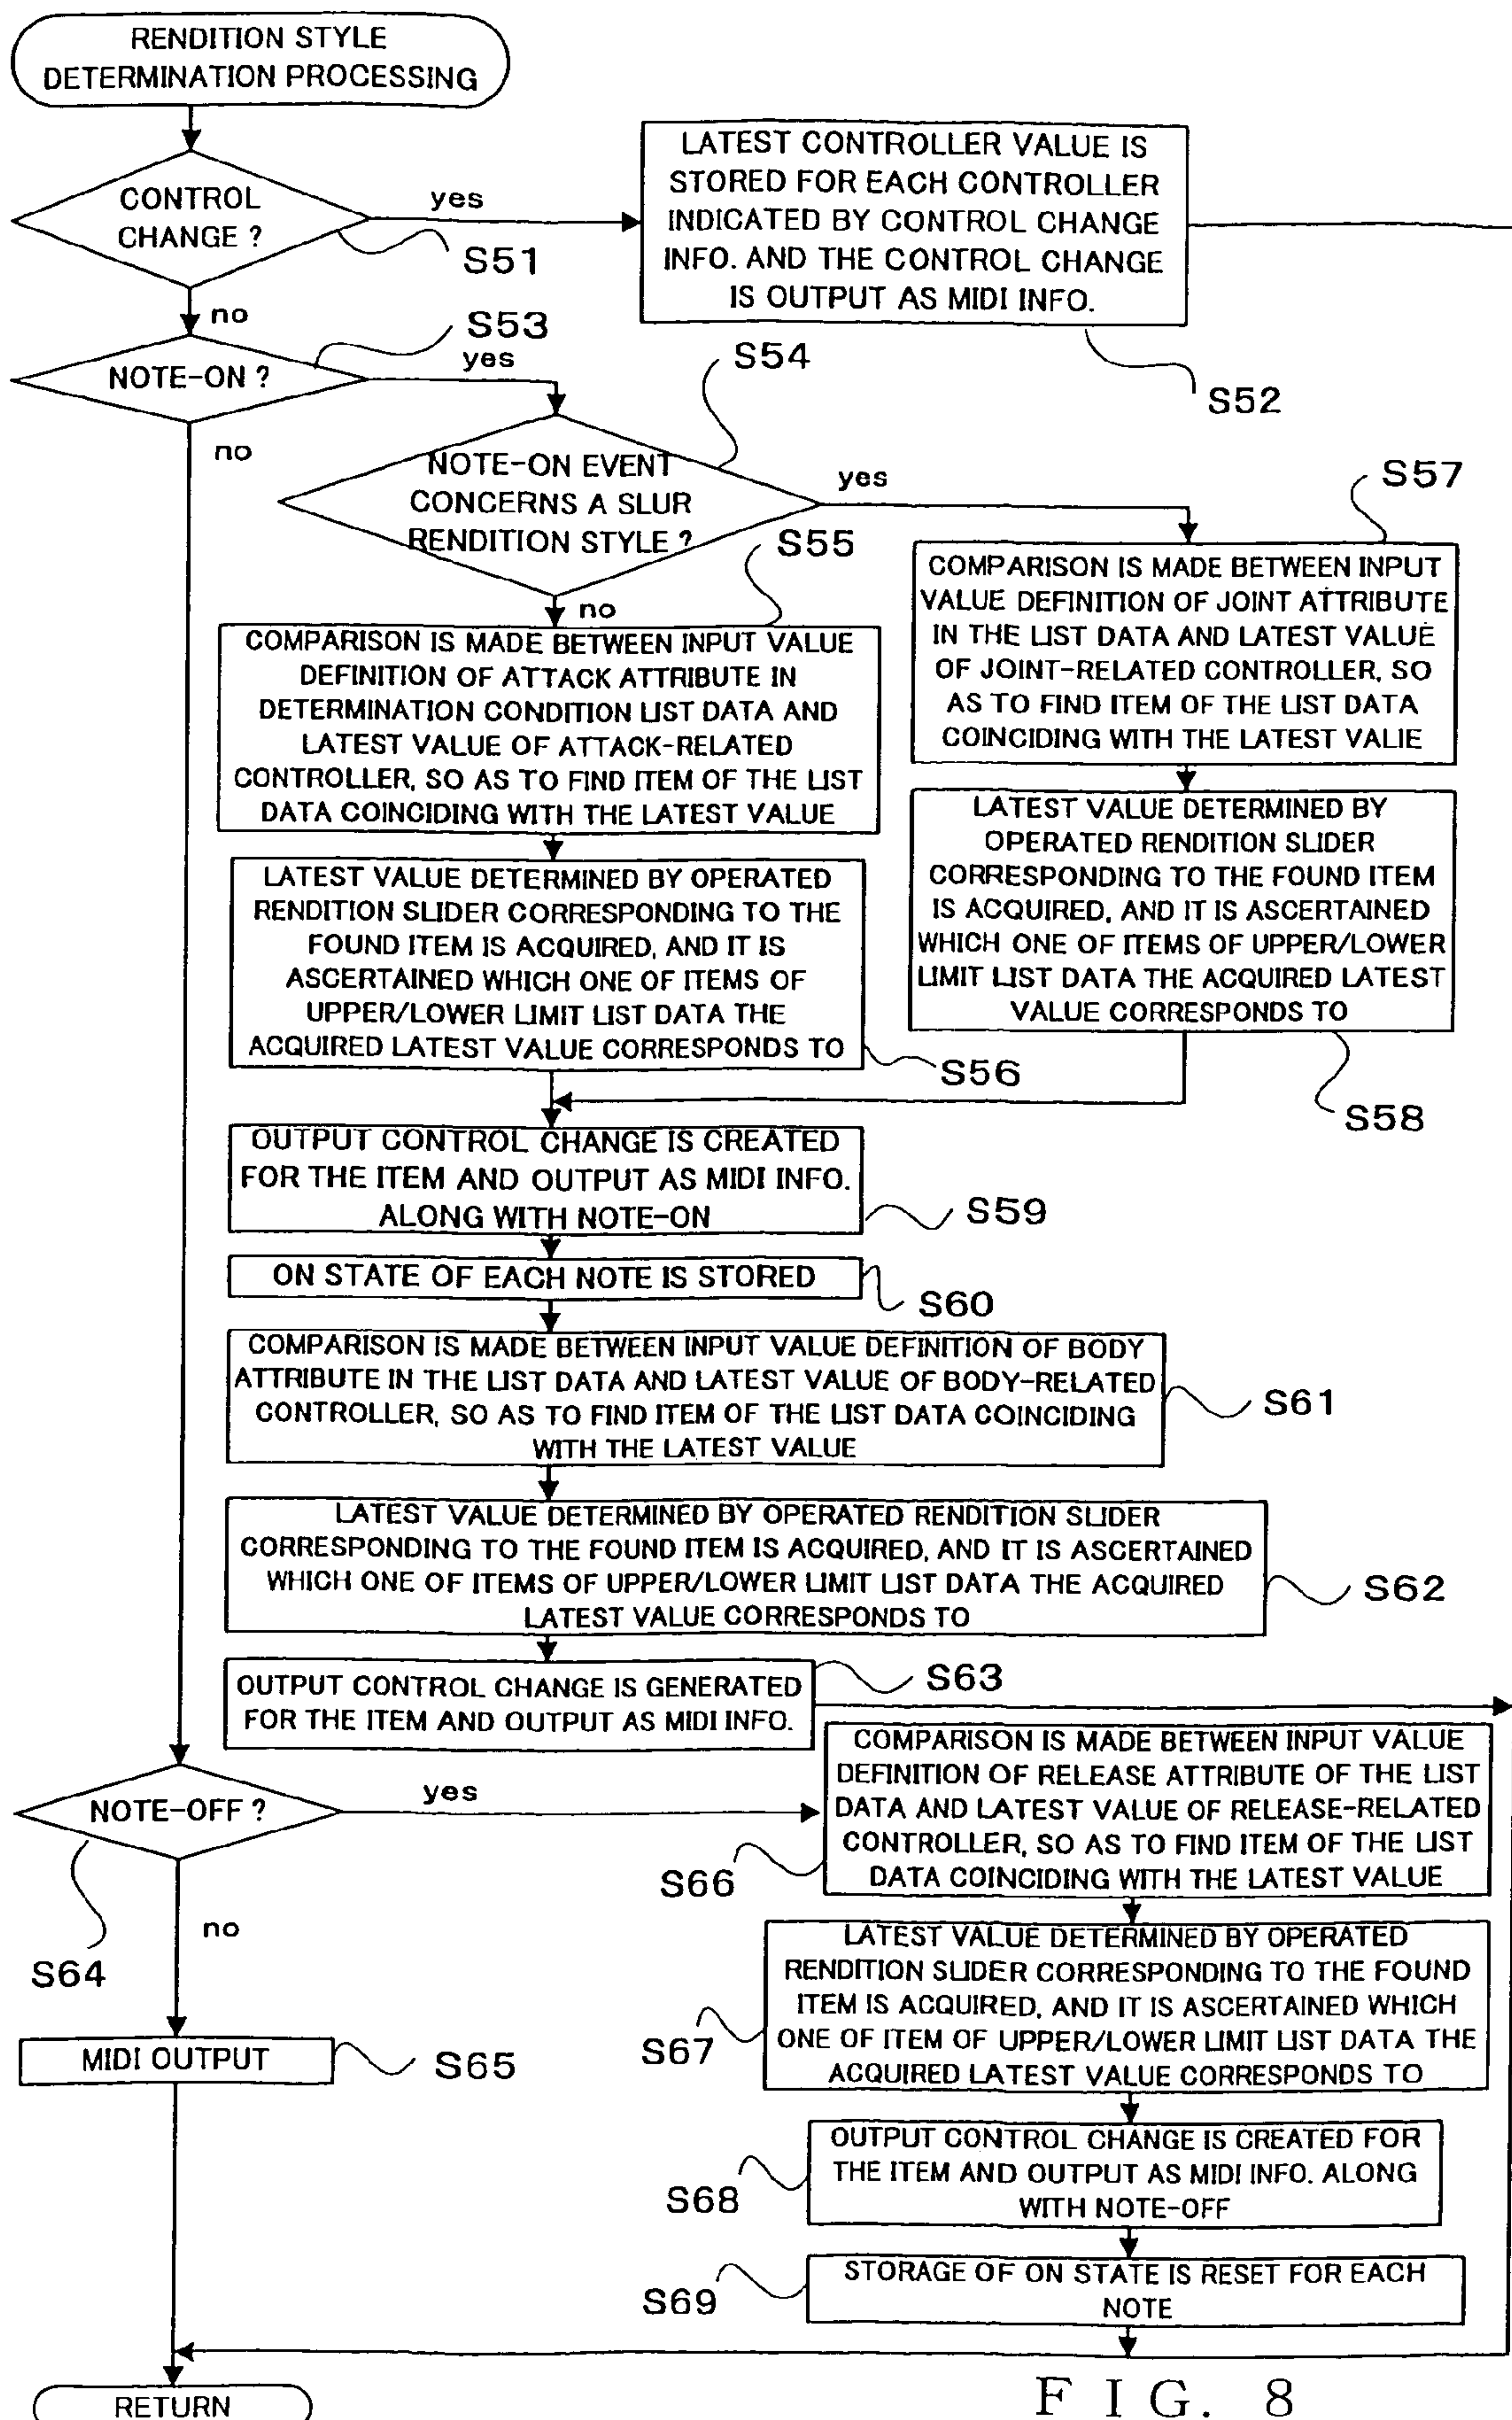 RENDITION STYLE
DETERMINATION PROCESSING
CONTROL
CHANGE ?
yes
S51
no
LATEST CONTROLLER VALUE IS
STORED FOR EACH CONTROLLER
INDICATED BY CONTROL CHANGE
INFO. AND THE CONTROL CHANGE
IS OUTPUT AS MIDI INFO.
S52
NOTE-ON ?
S53
yes
no
NOTE-ON EVENT
CONCERNS A SLUR
RENDITION STYLE ?
S54
yes
no
S55
COMPARISON IS MADE BETWEEN INPUT VALUE
DEFINITION OF ATTACK ATTRIBUTE IN
DETERMINATION CONDITION LIST DATA AND
LATEST VALUE OF ATTACK-RELATED
CONTROLLER, SO AS TO FIND ITEM OF THE LIST
DATA COINCIDING WITH THE LATEST VALUE
LATEST VALUE DETERMINED BY OPERATED
RENDITION SLIDER CORRESPONDING TO THE
FOUND ITEM IS ACQUIRED, AND IT IS
ASCERTAINED WHICH ONE OF ITEMS OF
UPPER/LOWER LIMIT LIST DATA THE
ACQUIRED LATEST VALUE CORRESPONDS TO
S56
S57
COMPARISON IS MADE BETWEEN INPUT
VALUE DEFINITION OF JOINT ATTRIBUTE
IN THE LIST DATA AND LATEST VALUE
OF JOINT-RELATED CONTROLLER, SO
AS TO FIND ITEM OF THE LIST DATA
COINCIDING WITH THE LATEST VALIE
LATEST VALUE DETERMINED BY
OPERATED RENDITION SLIDER
CORRESPONDING TO THE FOUND ITEM
IS ACQUIRED, AND IT IS ASCERTAINED
WHICH ONE OF ITEMS OF UPPER/LOWER
LIMIT LIST DATA THE ACQUIRED LATEST
VALUE CORRESPONDS TO
S58
OUTPUT CONTROL CHANGE IS CREATED
FOR THE ITEM AND OUTPUT AS MIDI INFO.
ALONG WITH NOTE-ON
S59
ON STATE OF EACH NOTE IS STORED
S60
COMPARISON IS MADE BETWEEN INPUT VALUE DEFINITION OF BODY
ATTRIBUTE IN THE LIST DATA AND LATEST VALUE OF BODY-RELATED
CONTROLLER, SO AS TO FIND ITEM OF THE LIST DATA COINCIDING
WITH THE LATEST VALUE
S61
LATEST VALUE DETERMINED BY OPERATED RENDITION SLIDER
CORRESPONDING TO THE FOUND ITEM IS ACQUIRED, AND IT IS ASCERTAINED
WHICH ONE OF ITEMS OF UPPER/LOWER LIMIT LIST DATA THE ACQUIRED
LATEST VALUE CORRESPONDS TO
S62
OUTPUT CONTROL CHANGE IS GENERATED
FOR THE ITEM AND OUTPUT AS MIDI INFO.
S63
NOTE-OFF ?
yes
S64
no
MIDI OUTPUT
S65
COMPARISON IS MADE BETWEEN INPUT VALUE
DEFINITION OF RELEASE ATTRIBUTE OF THE LIST
DATA AND LATEST VALUE OF RELEASE-RELATED
CONTROLLER, SO AS TO FIND ITEM OF THE LIST
DATA COINCIDING WITH THE LATEST VALUE
S66
LATEST VALUE DETERMINED BY OPERATED
RENDITION SLIDER CORRESPONDING TO THE FOUND
ITEM IS ACQUIRED, AND IT IS ASCERTAINED WHICH
ONE OF ITEM OF UPPER/LOWER LIMIT LIST DATA THE
ACQUIRED LATEST VALUE CORRESPONDS TO
S67
OUTPUT CONTROL CHANGE IS CREATED FOR
THE ITEM AND OUTPUT AS MIDI INFO. ALONG
WITH NOTE-OFF
S68
STORAGE OF ON STATE IS RESET FOR EACH
NOTE
S69
RETURN
FIG. 8